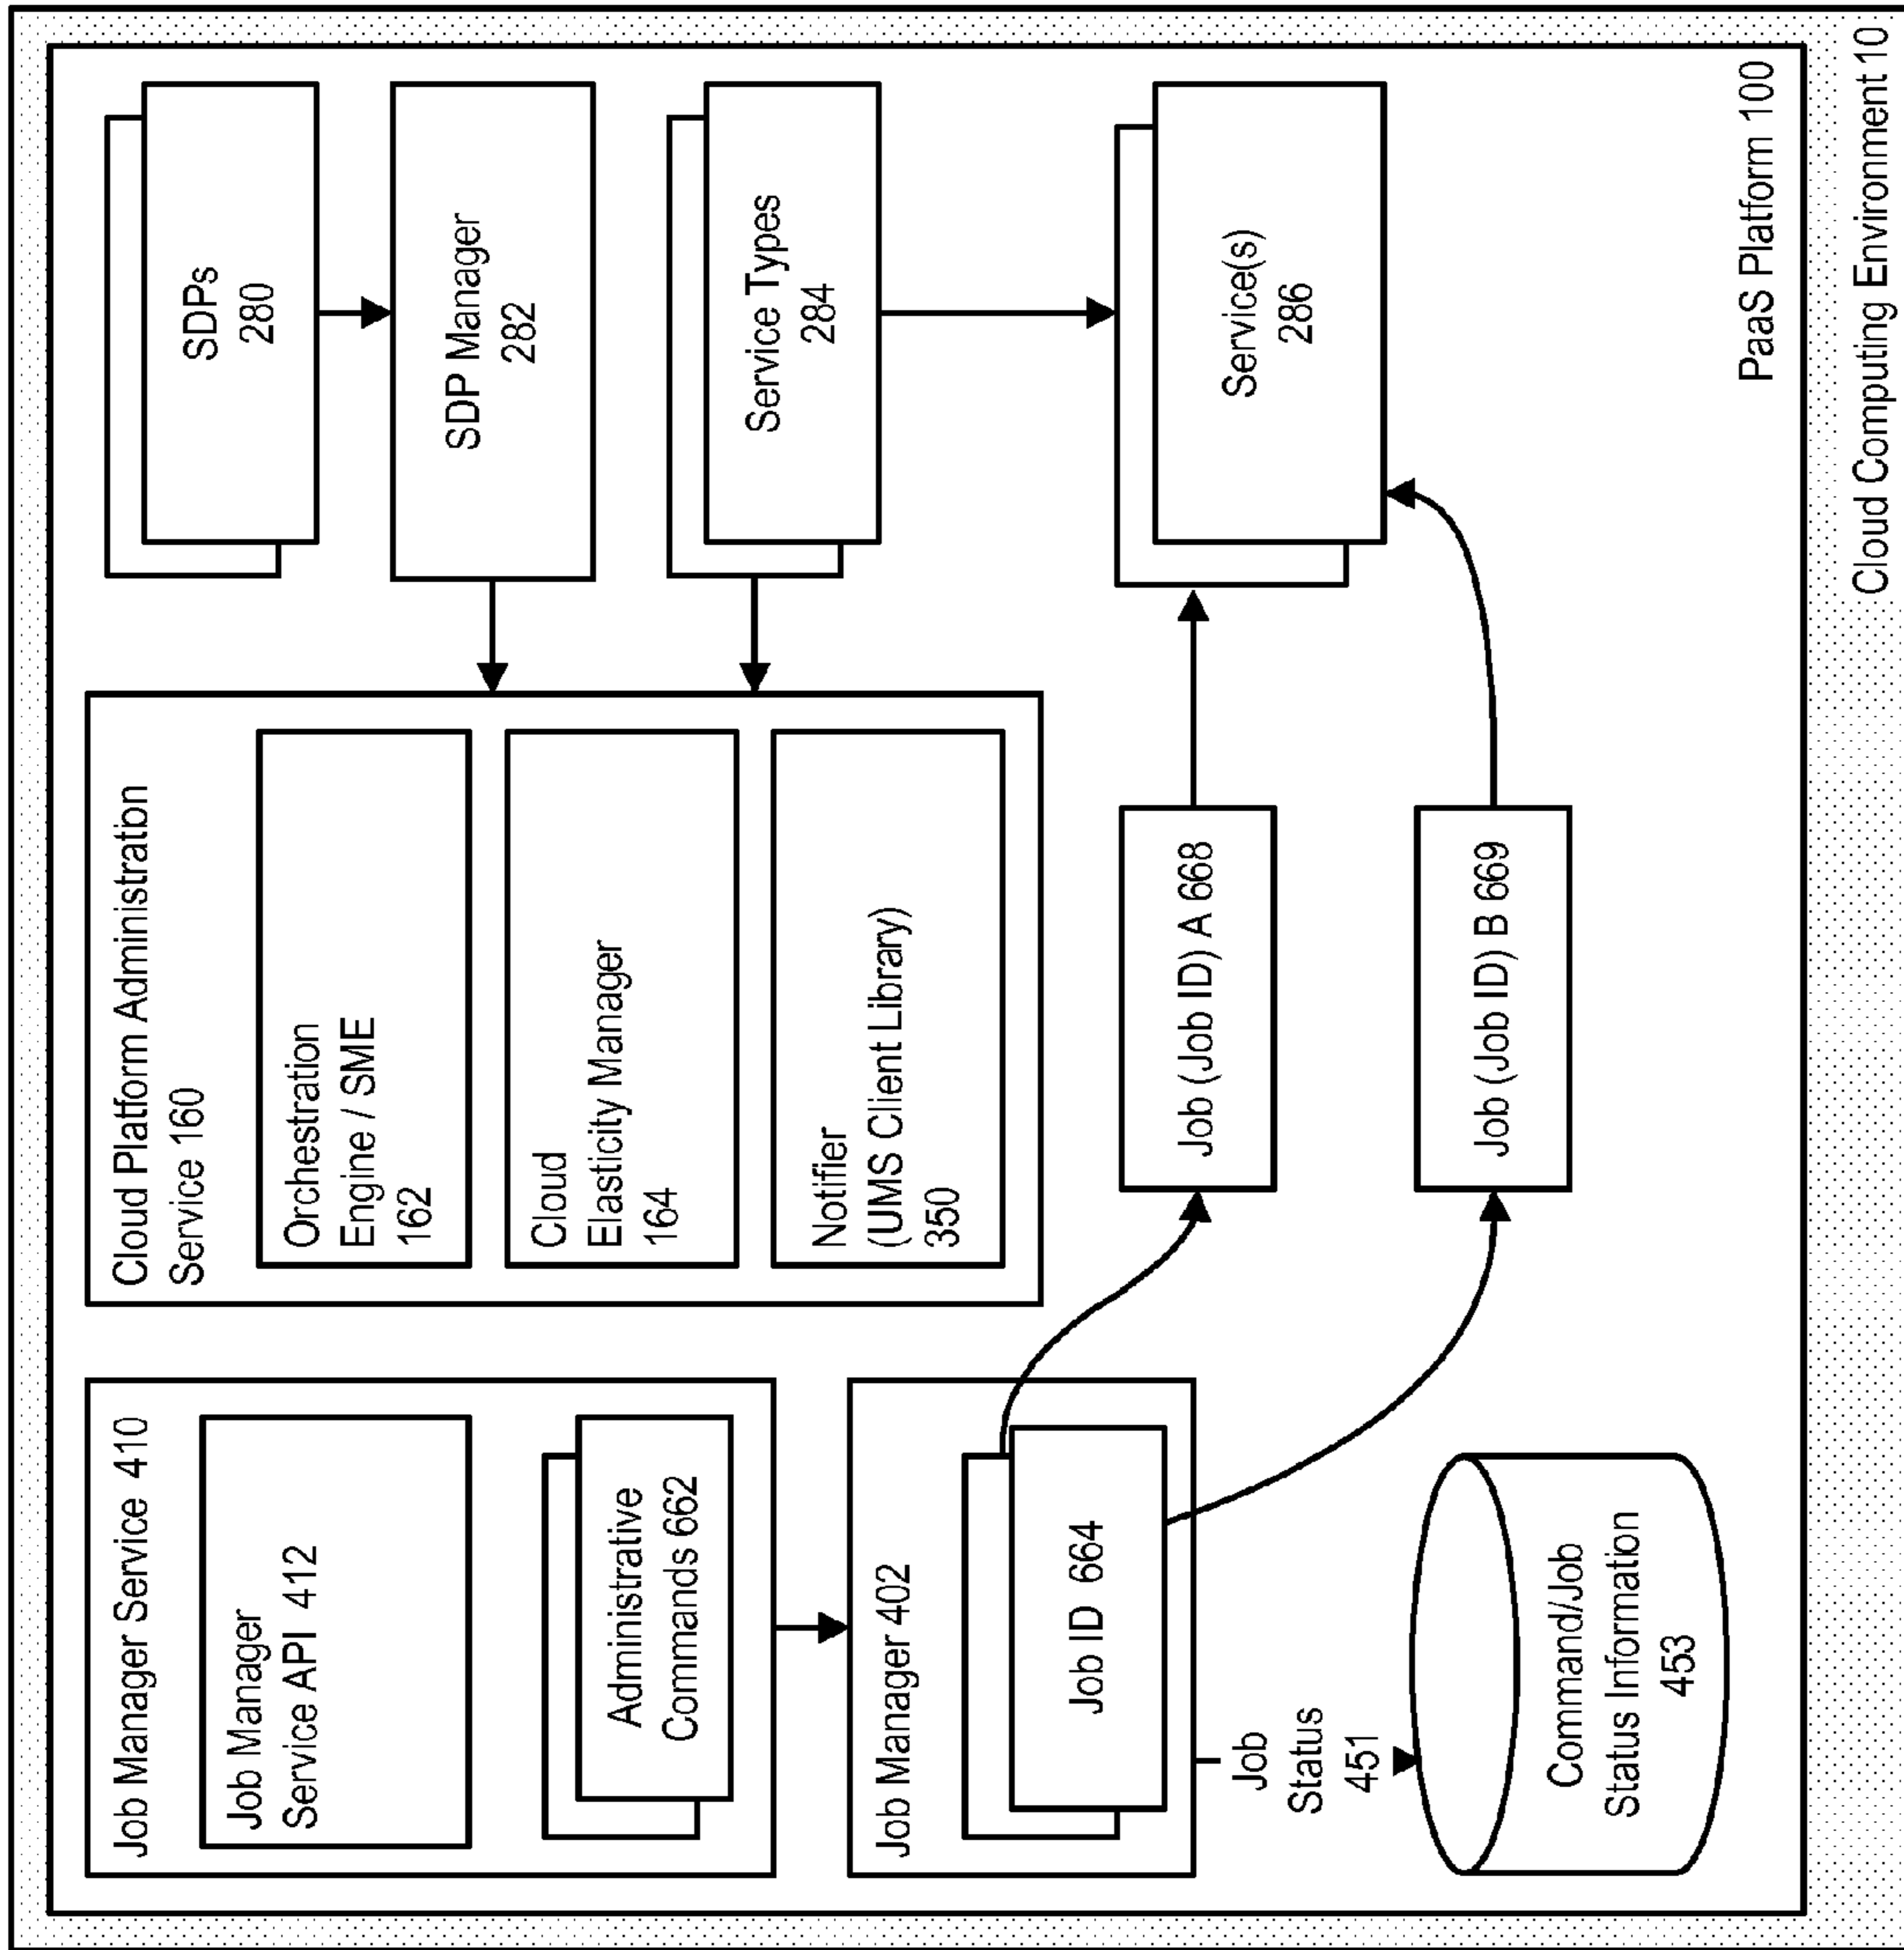 Job Manager Service 410
Job Manager
Service API 412
Administrative
Commands 662
Job Manager 402
Job ID 664
Job
Status
451
Command/Job
Status Information
453
Cloud Platform Administration
Service 160
Orchestration
Engine / SME
162
Cloud
Elasticity Manager
164
Notifier
(UMS Client Library)
350
Job (Job ID) A 668
Job (Job ID) B 669
SDPs
280
SDP Manager
282
Service Types
284
Service(s)
286
PaaS Platform 100
Cloud Computing Environment 10